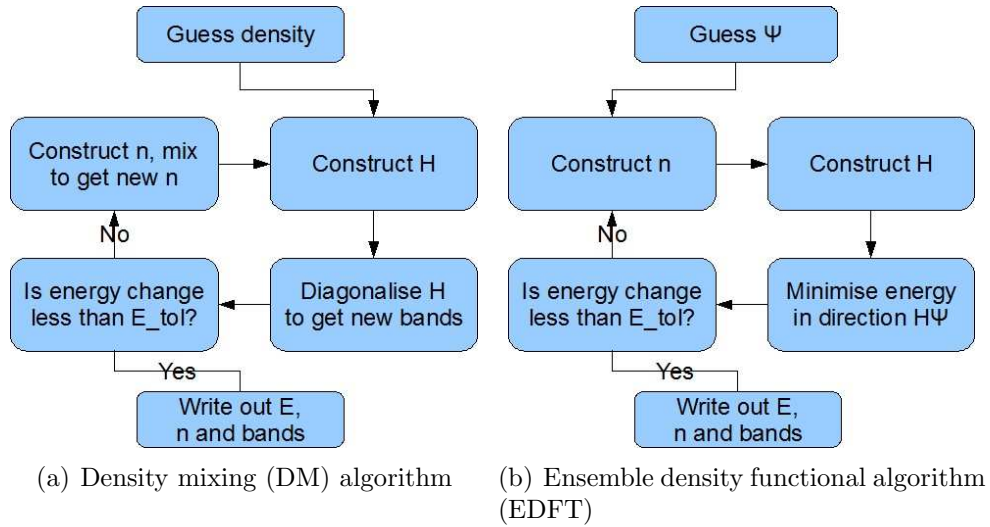 Guess density
Construct n, mix
to get new n
Construct H
No
Is energy change
less than E_tol?
Diagonalise H
to get new bands
Yes
Write out E,
n and bands
(a) Density mixing (DM) algorithm
Guess Ψ
Construct n
Construct H
No
Is energy change
less than E_tol?
Minimise energy
in direction HΨ
Yes
Write out E,
n and bands
(b) Ensemble density functional algorithm
(EDFT)